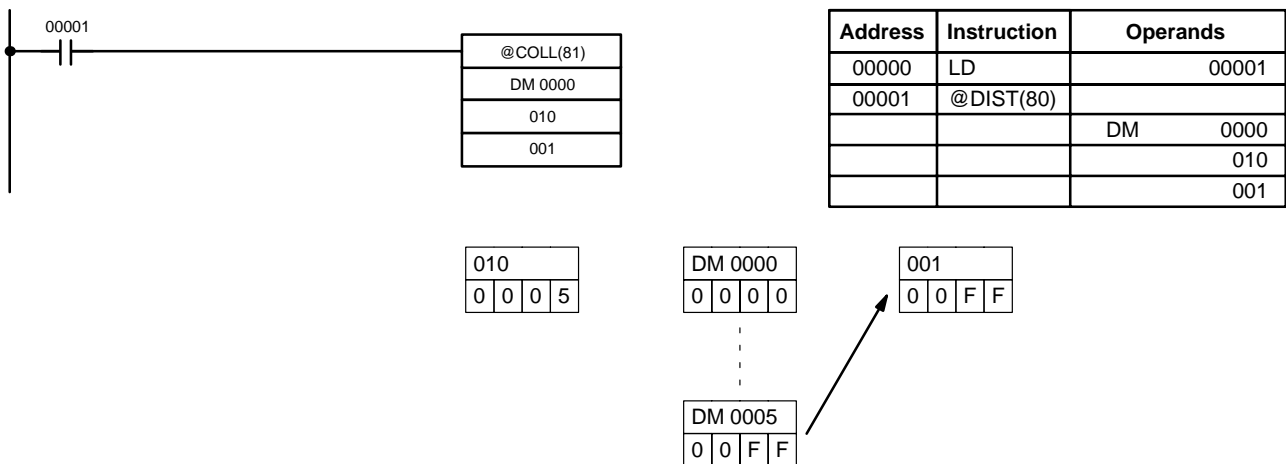 00001
@COLL(81)
DM 0000
010
001
Address Instruction Operands
00000 LD 00001
00001 @DIST(80)
DM 0000
010
001
010 DM 0000 001
0 0 0 5 0 0 0 0 0 0 F F
DM 0005
0 0 F F